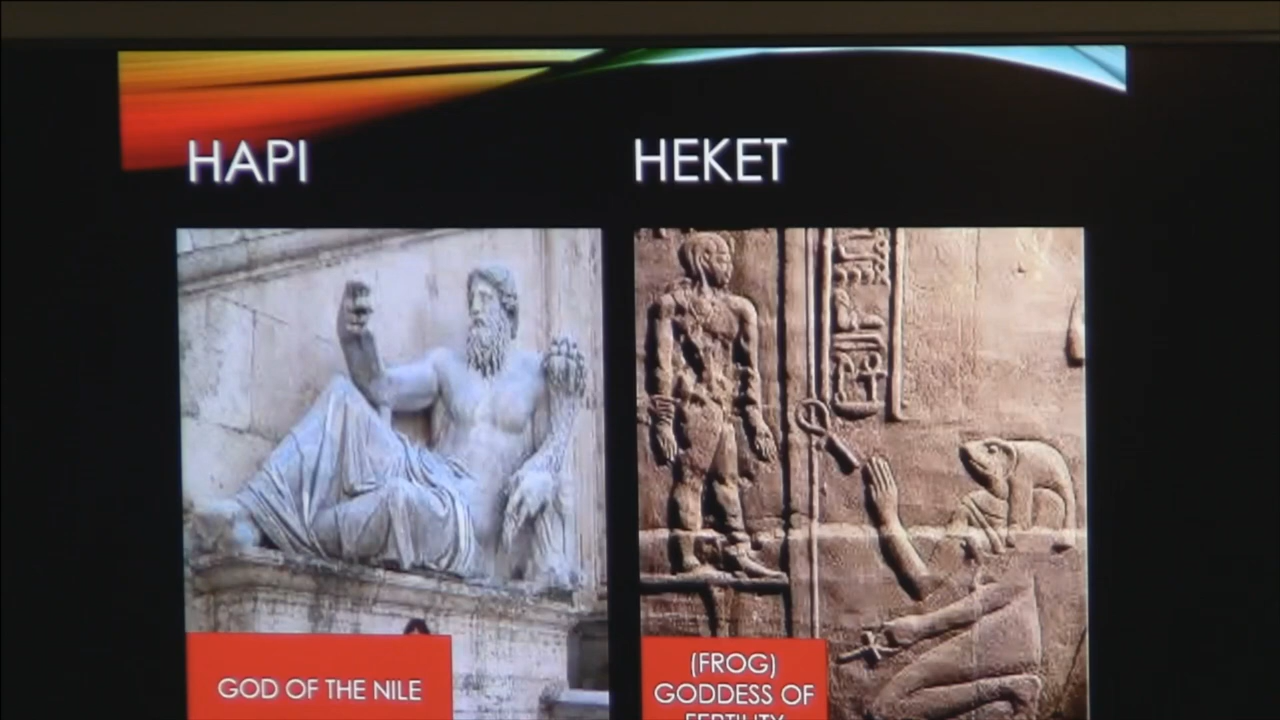 HAPI
HEKET
GOD OF THE NILE
(FROG)
GODDESS OF
FERTILITY